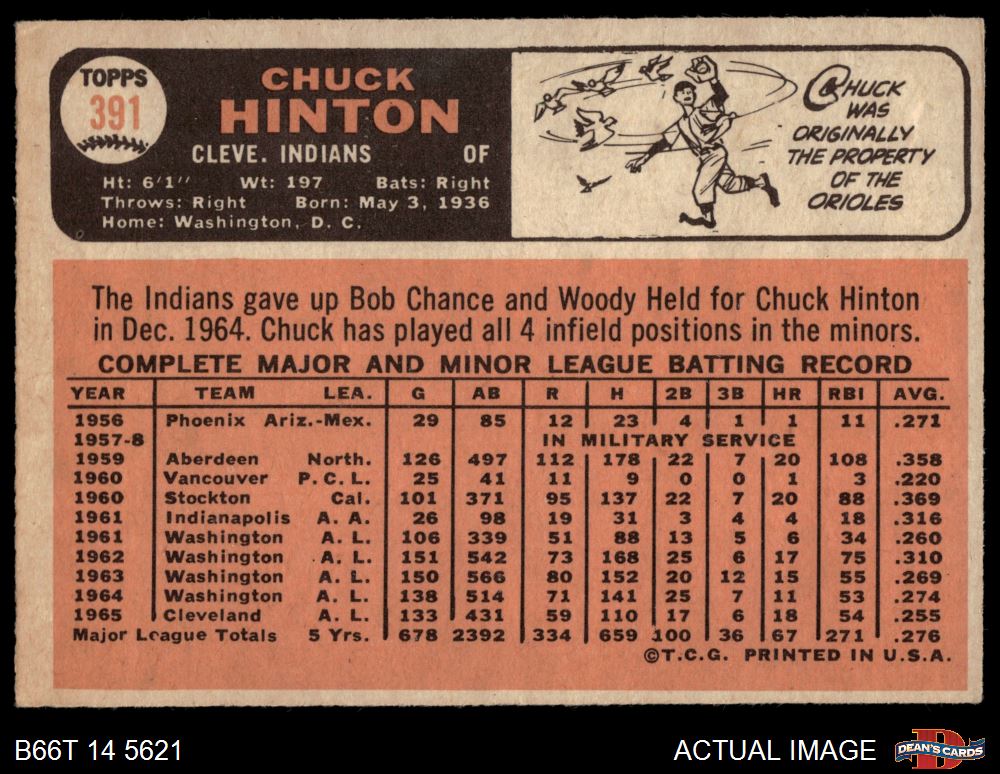 TOPPS
391
CHUCK
HINTON
CLEVE. INDIANS OF
Ht: 6'1" Wt: 197 Bats: Right
Throws: Right Born: May 3, 1936
Home: Washington, D. C.
CHUCK
WAS
ORIGINALLY
THE PROPERTY
OF THE
ORIOLES
The Indians gave up Bob Chance and Woody Held for Chuck Hinton
in Dec. 1964. Chuck has played all 4 infield positions in the minors.
COMPLETE MAJOR AND MINOR LEAGUE BATTING RECORD
YEAR TEAM LEA. G AB R H 2B 3B HR RBI AVG.
1956 Phoenix Ariz.-Mex. 29 85 12 23 4 1 1 11 .271
1957-8 IN MILITARY SERVICE
1959 Aberdeen North. 126 497 112 178 22 7 20 108 .358
1960 Vancouver P.C.L. 25 41 11 9 0 0 1 3 .220
1960 Stockton Cal. 101 371 95 137 22 7 20 88 .369
1961 Indianapolis A. A. 26 98 19 31 3 4 4 18 .316
1961 Washington A. L. 106 339 51 88 13 5 6 34 .260
1962 Washington A. L. 151 542 73 168 25 6 17 75 .310
1963 Washington A. L. 150 566 80 152 20 12 15 55 .269
1964 Washington A. L. 138 514 71 141 25 7 11 53 .274
1965 Cleveland A. L. 133 431 59 110 17 6 18 54 .255
Major League Totals 5 Yrs. 678 2392 334 659 100 36 67 271 .276
©T.C.G. PRINTED IN U.S.A.
B66T 14 5621
ACTUAL IMAGE
DEAN'S CARDS